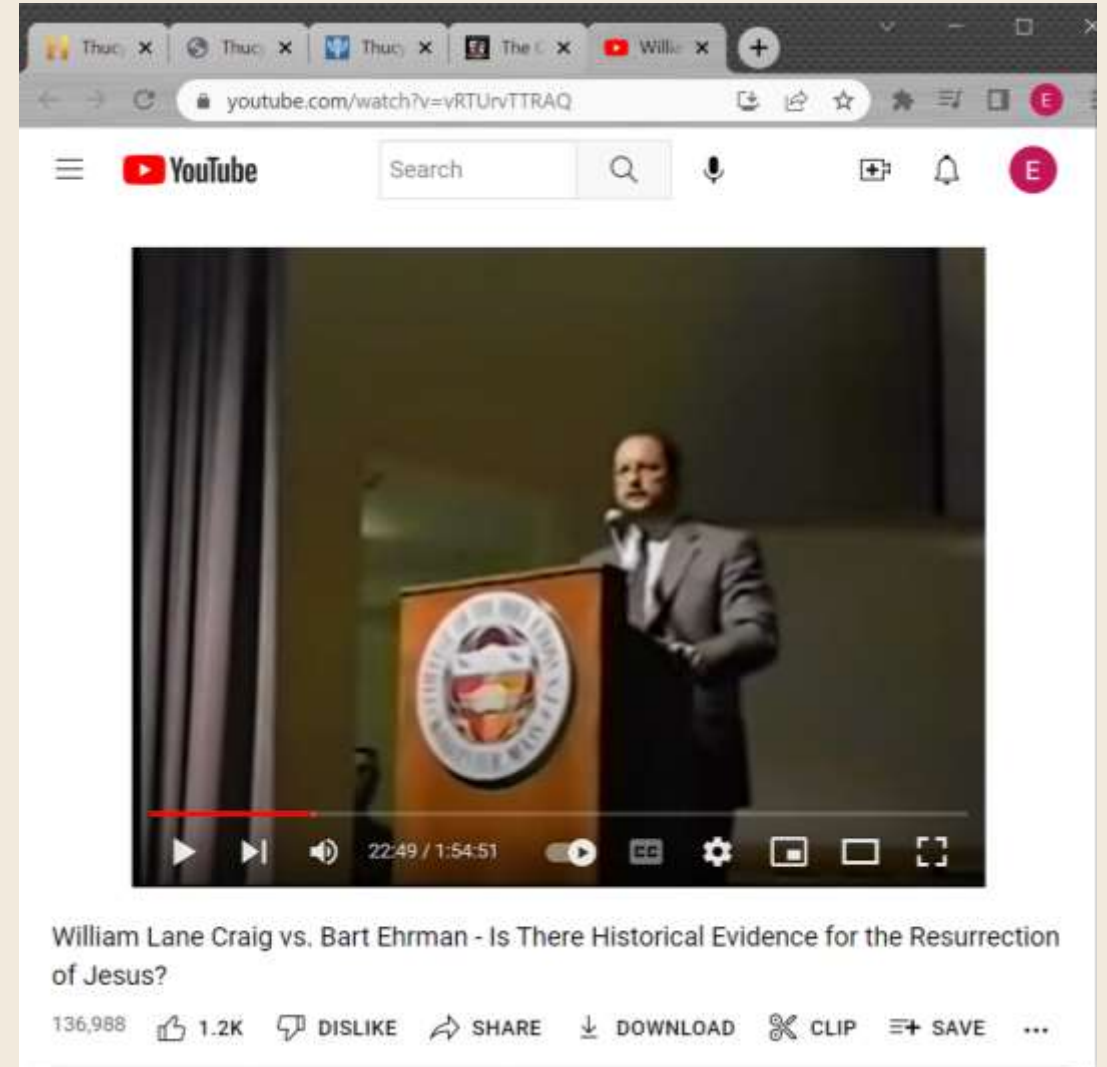 Thuc
Thuc
Thuc
The
Willi
youtube.com/watch?v=vRTUrvTTRAQ
E
YouTube
Search
E
22:49 / 1:54:51
CC
William Lane Craig vs. Bart Ehrman - Is There Historical Evidence for the Resurrection
of Jesus?
136,988 1.2K DISLIKE SHARE DOWNLOAD CLIP SAVE ...